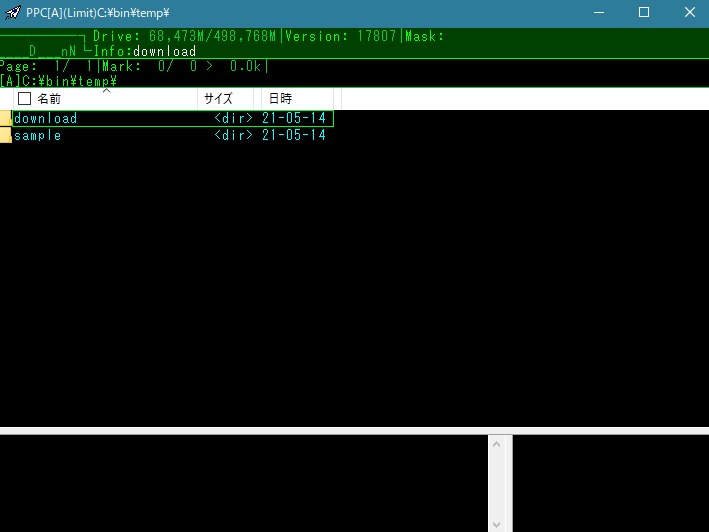 PPC[A](Limit)C:¥bin¥temp¥
Drive: 68,473M/498,768M|Version: 17807|Mask:
____D___nN Info:download
Page: 1/ 1|Mark: 0/ 0 > 0.0k|
[A]C:¥bin¥temp¥
名前 サイズ 日時
download <dir> 21-05-14
sample <dir> 21-05-14